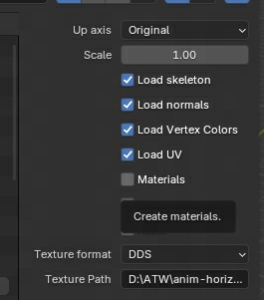 Up axis Original
Scale 1.00
Load skeleton
Load normals
Load Vertex Colors
Load UV
Materials
Create materials.
Texture format DDS
Texture Path D:\ATW\anim-horiz...